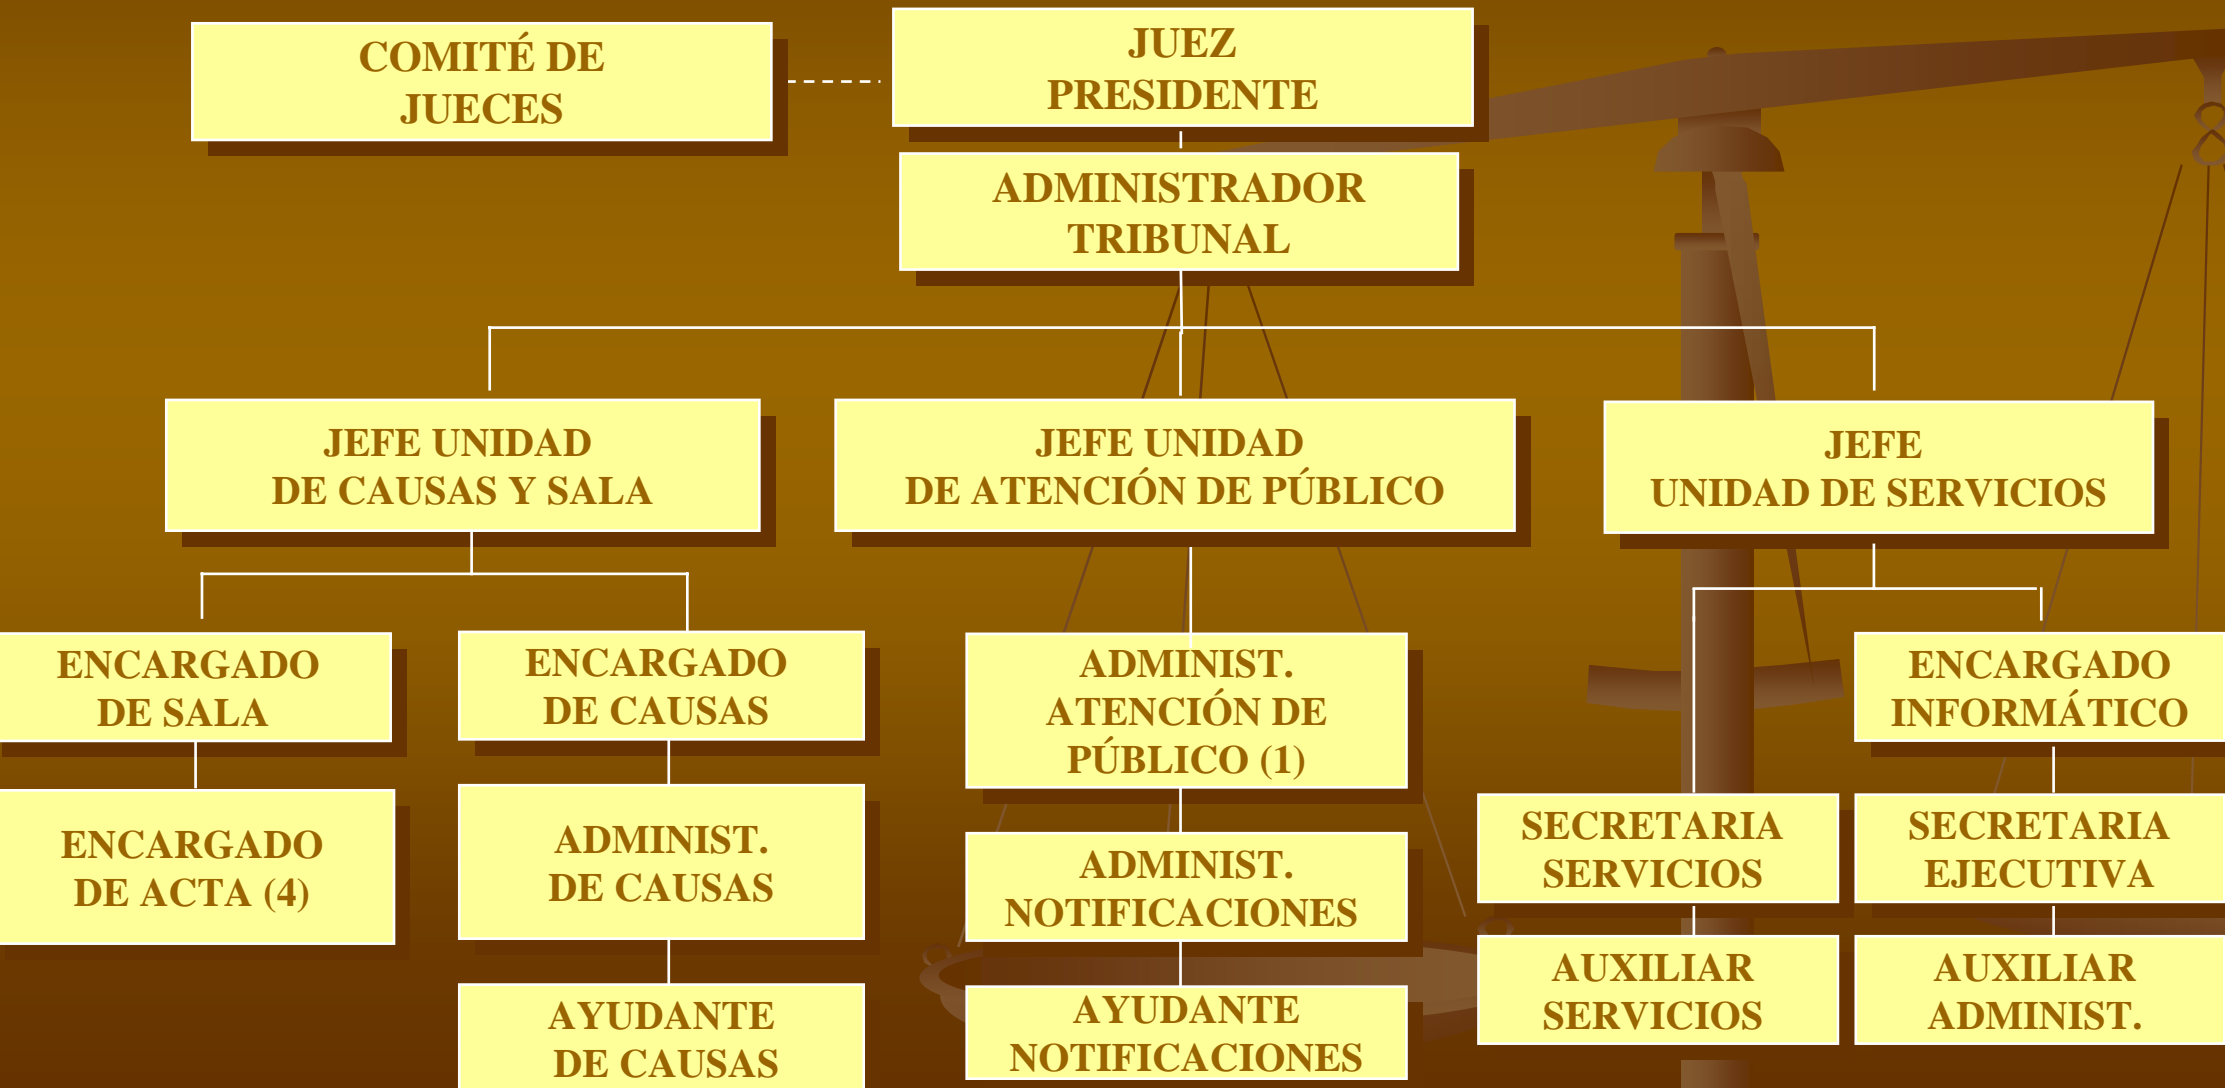 COMITÉ DE
JUECES
JUEZ
PRESIDENTE
ADMINISTRADOR
TRIBUNAL
JEFE UNIDAD
DE CAUSAS Y SALA
JEFE UNIDAD
DE ATENCIÓN DE PÚBLICO
JEFE
UNIDAD DE SERVICIOS
ENCARGADO
DE SALA
ENCARGADO
DE CAUSAS
ADMINIST.
ATENCIÓN DE
PÚBLICO (1)
ENCARGADO
INFORMÁTICO
ENCARGADO
DE ACTA (4)
ADMINIST.
DE CAUSAS
ADMINIST.
NOTIFICACIONES
SECRETARIA
SERVICIOS
SECRETARIA
EJECUTIVA
AYUDANTE
DE CAUSAS
AYUDANTE
NOTIFICACIONES
AUXILIAR
SERVICIOS
AUXILIAR
ADMINIST.